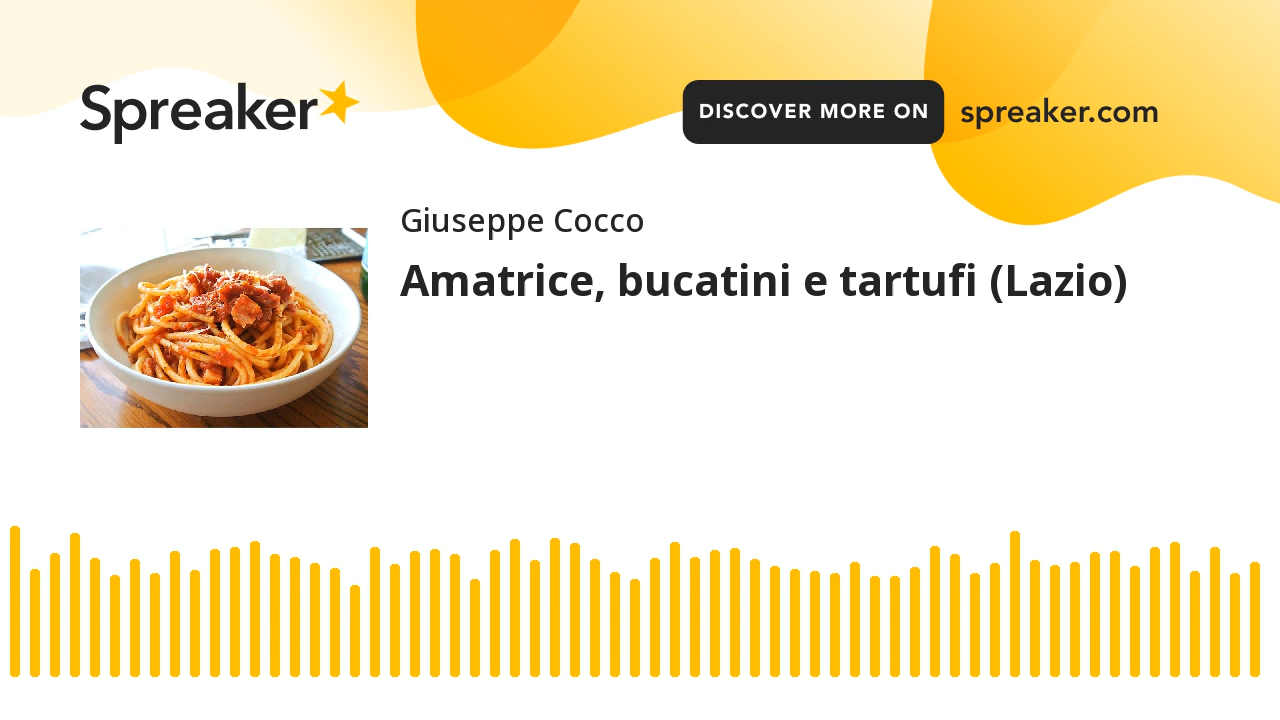 Spreaker
DISCOVER MORE ON
spreaker.com
Giuseppe Cocco
Amatrice, bucatini e tartufi (Lazio)